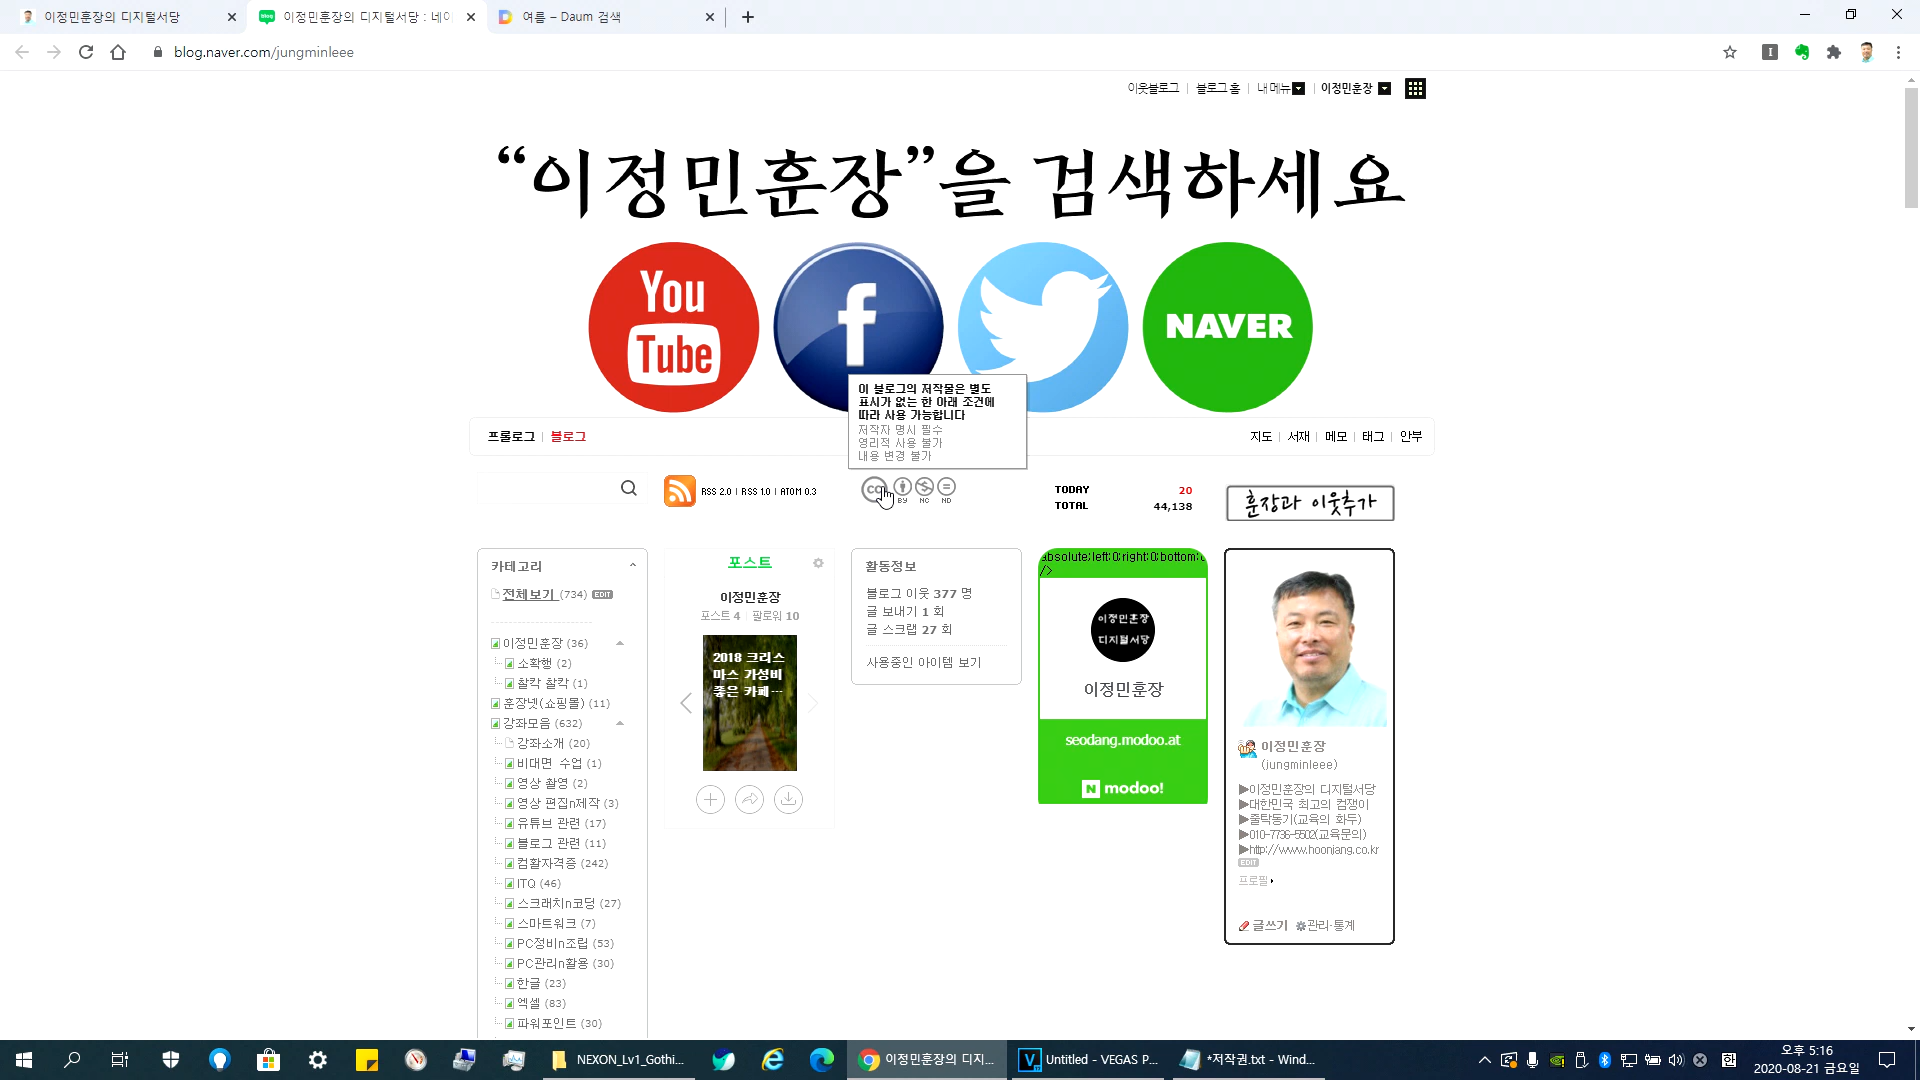 이정민훈장의 디지털서당
이정민훈장의 디지털서당 : 네이
여름 – Daum 검색
blog.naver.com/jungminleee
이웃블로그 | 블로그 홈 | 내 메뉴 | 이정민훈장
“이정민훈장”을 검색하세요
You
Tube
f
NAVER
이 블로그의 저작물은 별도
표시가 없는 한 아래 조건에
따라 사용 가능합니다
저작자 명시 필수
영리적 사용 불가
내용 변경 불가
프롤로그 | 블로그
지도 | 서재 | 메모 | 태그 | 안부
RSS 2.0 | RSS 1.0 | ATOM 0.3
cc BY NC ND
TODAY 20
TOTAL 44,138
훈장과 이웃추가
카테고리
전체보기 (734) EDIT
이정민훈장 (36)
소확행 (2)
찰칵 찰칵 (1)
훈장넷(쇼핑몰) (11)
강좌모음 (632)
강좌소개 (20)
비대면 수업 (1)
영상 촬영 (2)
영상 편집n제작 (3)
유튜브 관련 (17)
블로그 관련 (11)
컴활자격증 (242)
ITQ (46)
스크래치n코딩 (27)
스마트워크 (7)
PC정비n조립 (53)
PC관리n활용 (30)
한글 (23)
엑셀 (83)
파워포인트 (30)
포스트
이정민훈장
포스트 4 | 팔로워 10
2018 크리스
마스 가성비
좋은 카페 …
활동정보
블로그 이웃 377 명
글 보내기 1 회
글 스크랩 27 회
사용중인 아이템 보기
absolute;left:0;right:0;bottom:
/>
이정민훈장
디지털서당
이정민훈장
seodang.modoo.at
N modoo!
이정민훈장
(jungminleee)
▶이정민훈장의 디지털서당
▶대한민국 최고의 컴쟁이
▶줄탁동기(교육의 화두)
▶010-7736-5502(교육문의)
▶http://www.hoonjang.co.kr
EDIT
프로필
글쓰기 관리·통계
NEXON_Lv1_Gothi...
이정민훈장의 디지...
Untitled - VEGAS P...
*저작권.txt - Wind...
한
오후 5:16
2020-08-21 금요일